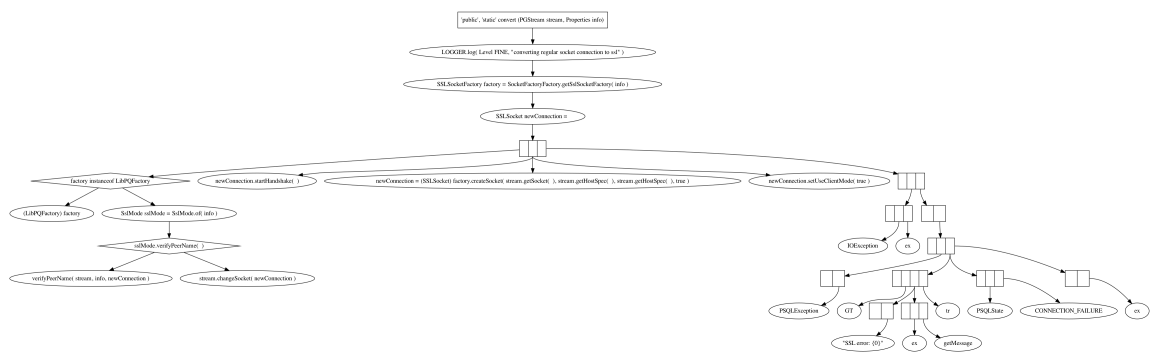 'public', 'static' convert (PGStream stream, Properties info)
LOGGER.log( Level FINE, "converting regular socket connection to ssl" )
SSLSocketFactory factory = SocketFactoryFactory.getSslSocketFactory( info )
SSLSocket newConnection =
factory instanceof LibPQFactory
newConnection.startHandshake(  )
newConnection = (SSLSocket) factory.createSocket( stream.getSocket(  ), stream.getHostSpec(  ), stream.getHostSpec(  ), true )
newConnection.setUseClientMode( true )
(LibPQFactory) factory
SslMode sslMode = SslMode.of( info )
IOException
ex
sslMode.verifyPeerName(  )
verifyPeerName( stream, info, newConnection )
stream.changeSocket( newConnection )
PSQLException
GT
tr
PSQLState
CONNECTION_FAILURE
ex
"SSL error: {0}"
ex
getMessage